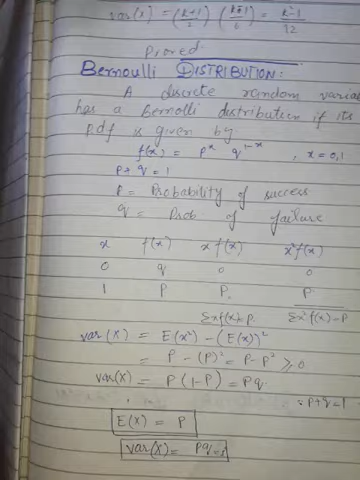 var(x) = (k+1/2) (k-1/6) = k²-1/12
Proved.
Bernoulli DISTRIBUTION:
A discrete random variab
has a Bernolli distribution if its
pdf is given by
f(x) = p^x q^1-x , x = 0,1
P+q = 1
P = Probability of success
q = Prob of failure
x f(x) x f(x) x²f(x)
0 q 0 0
1 P P. P
Σxf(x)=P. Σx²f(x)=P
var(X) = E(x²) - (E(x))²
= P - (P)² = P - P² ≥ 0
var(X) = P(1-P) = Pq
∴ P+q=1
E(X) = P
var(X) = pq